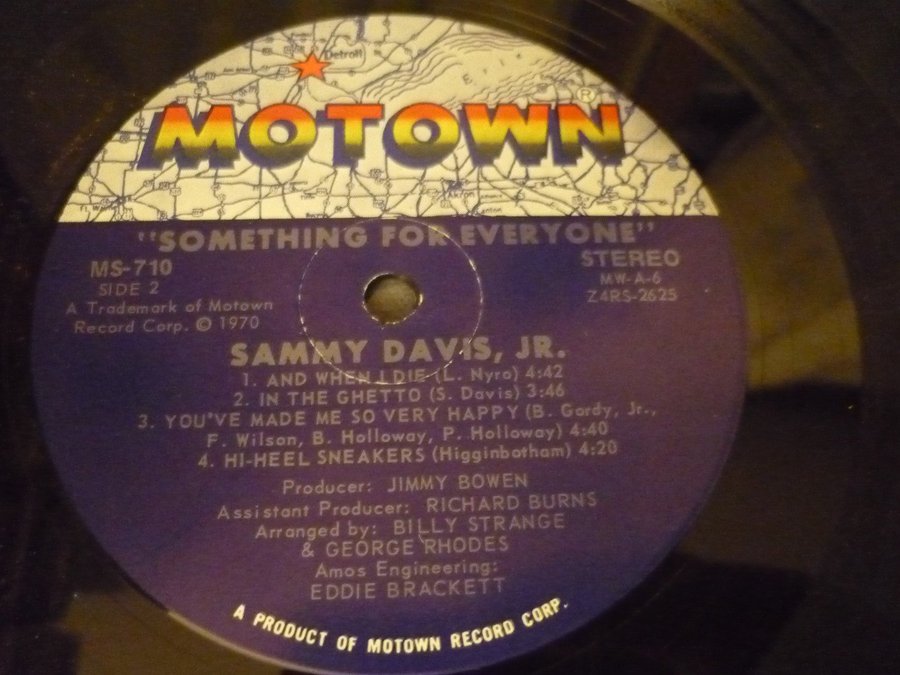 Detroit
Erie
MOTOWN®
Akron
Canton
"SOMETHING FOR EVERYONE"
MS-710
SIDE 2
A Trademark of Motown
Record Corp. © 1970
STEREO
MW-A-6
Z4RS-2625
SAMMY DAVIS, JR.
1. AND WHEN I DIE (L. Nyro) 4:42
2. IN THE GHETTO (S. Davis) 3:46
3. YOU'VE MADE ME SO VERY HAPPY (B. Gordy, Jr.,
F. Wilson, B. Holloway, P. Holloway) 4:40
4. HI-HEEL SNEAKERS (Higginbotham) 4:20
Producer: JIMMY BOWEN
Assistant Producer: RICHARD BURNS
Arranged by: BILLY STRANGE
& GEORGE RHODES
Amos Engineering:
EDDIE BRACKETT
A PRODUCT OF MOTOWN RECORD CORP.